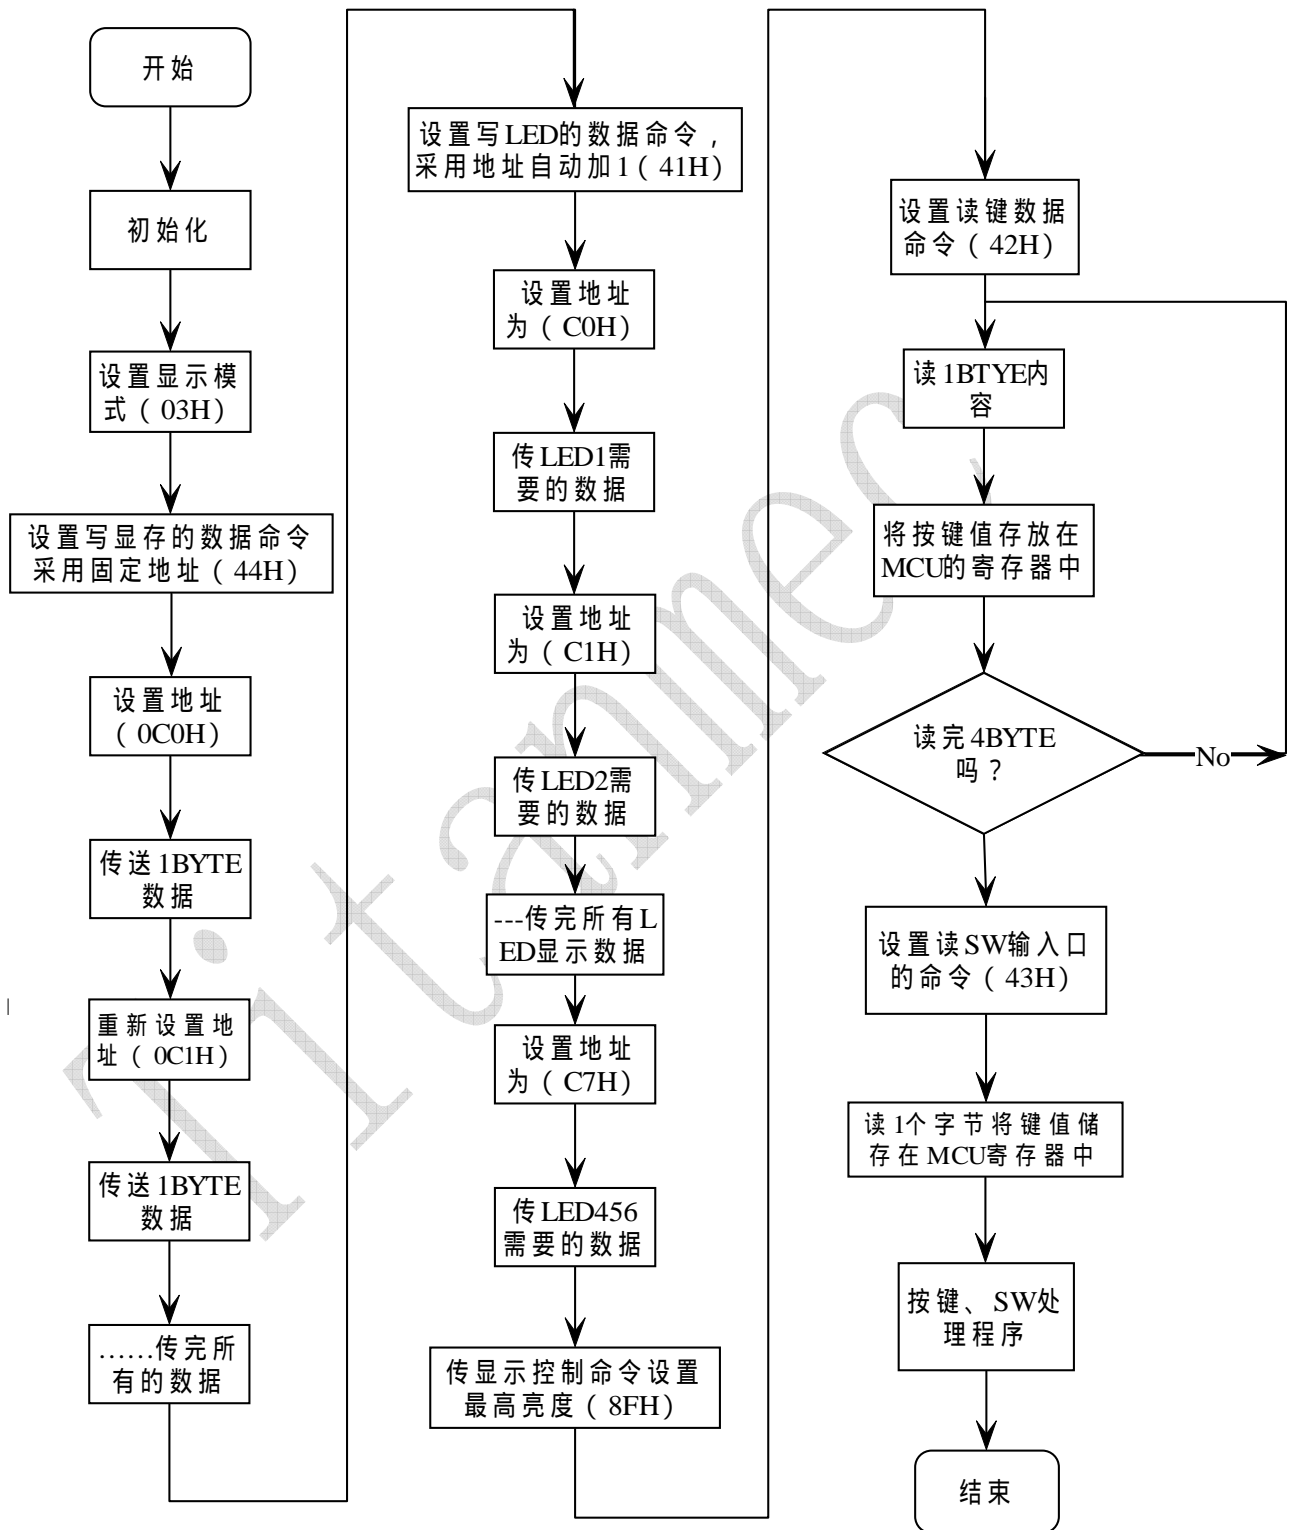 开始
初始化
设置显示模
式（03H）
设置写显存的数据命令
采用固定地址（44H）
设置地址
（0C0H）
传送1BYTE
数据
重新设置地
址（0C1H）
传送1BYTE
数据
……传完所
有的数据
设置写LED的数据命令，
采用地址自动加1（41H）
设置地址
为（C0H）
传LED1需
要的数据
设置地址
为（C1H）
传LED2需
要的数据
---传完所有L
ED显示数据
设置地址
为（C7H）
传LED456
需要的数据
传显示控制命令设置
最高亮度（8FH）
设置读键数据
命令（42H）
读1BTYE内
容
将按键值存放在
MCU的寄存器中
读完4BYTE
吗？
No
设置读SW输入口
的命令（43H）
读1个字节将键值储
存在MCU寄存器中
按键、SW处
理程序
结束
Titanmec